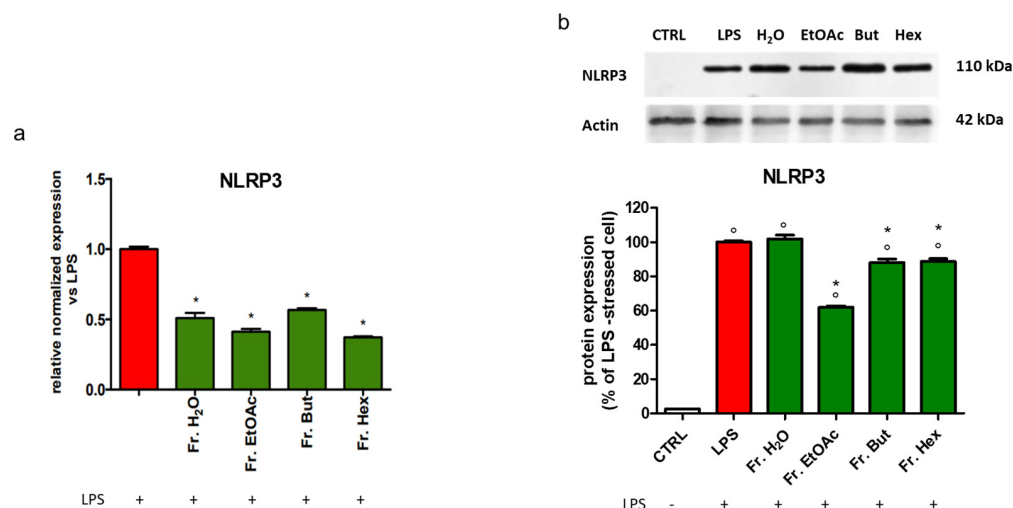 a
NLRP3
relative normalized expression
vs LPS
1.5
1.0
0.5
0.0
*
*
*
*
Fr. H₂O
Fr. EtOAc
Fr. But
Fr. Hex
LPS + + + + +
b
CTRL LPS H₂O EtOAc But Hex
NLRP3 110 kDa
Actin 42 kDa
NLRP3
protein expression
(% of LPS -stressed cell)
120
100
80
60
40
20
0
° ° * ° * ° * °
CTRL
LPS
Fr. H₂O
Fr. EtOAc
Fr. But
Fr. Hex
LPS - + + + + +